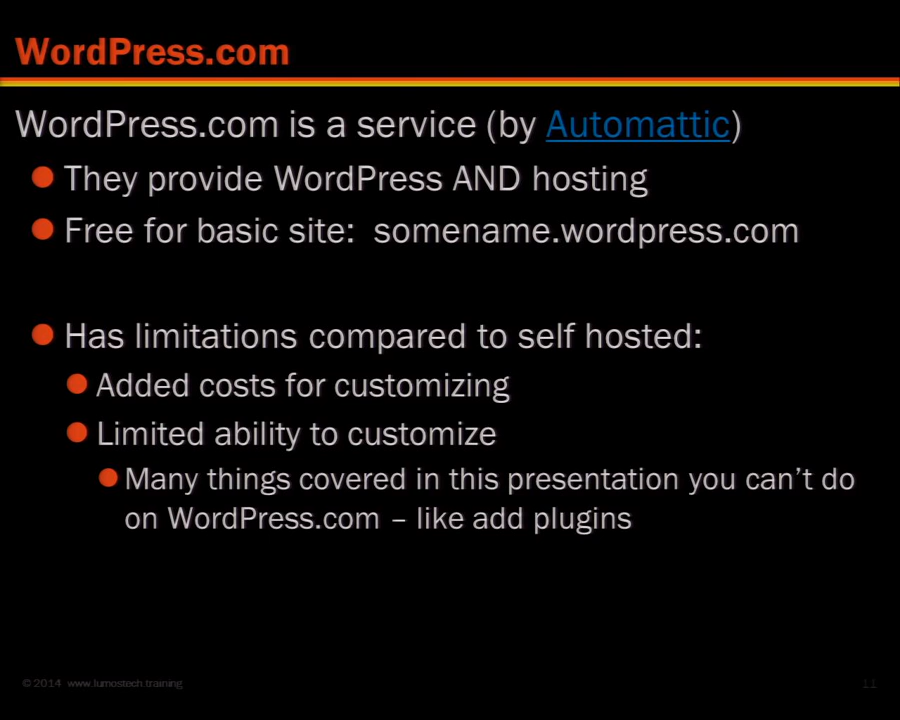 WordPress.com
WordPress.com is a service (by Automattic)
They provide WordPress AND hosting
Free for basic site: somename.wordpress.com
Has limitations compared to self hosted:
Added costs for customizing
Limited ability to customize
Many things covered in this presentation you can’t do
on WordPress.com – like add plugins
© 2014 www.lumostech.training
11